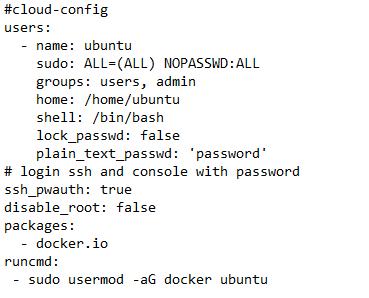 #cloud-config
users:
  - name: ubuntu
    sudo: ALL=(ALL) NOPASSWD:ALL
    groups: users, admin
    home: /home/ubuntu
    shell: /bin/bash
    lock_passwd: false
    plain_text_passwd: 'password'
# login ssh and console with password
ssh_pwauth: true
disable_root: false
packages:
  - docker.io
runcmd:
 - sudo usermod -aG docker ubuntu